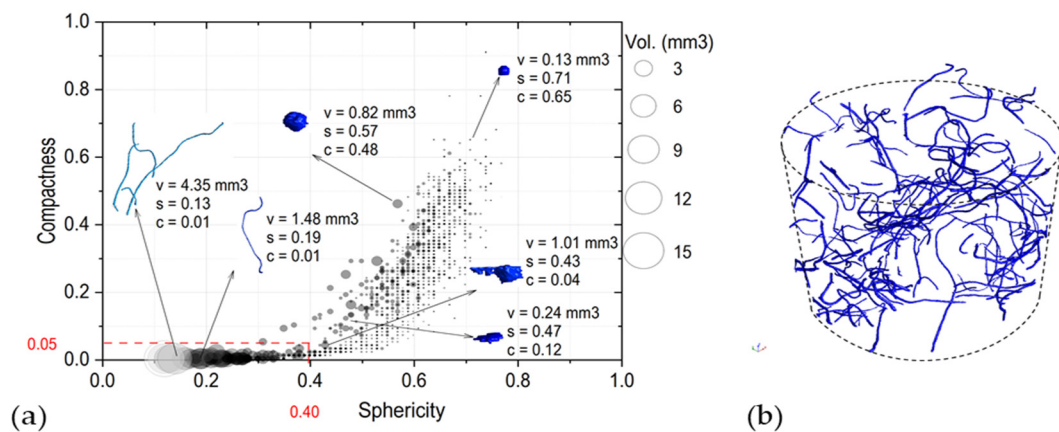 1.0
0.8
0.6
0.4
0.2
0.05
0.0
Compactness
v = 4.35 mm3
s = 0.13
c = 0.01
v = 1.48 mm3
s = 0.19
c = 0.01
v = 0.82 mm3
s = 0.57
c = 0.48
v = 0.13 mm3
s = 0.71
c = 0.65
v = 1.01 mm3
s = 0.43
c = 0.04
v = 0.24 mm3
s = 0.47
c = 0.12
0.0 0.2 0.4 0.6 0.8 1.0
0.40
Sphericity
Vol. (mm3)
3
6
9
12
15
(a)
(b)